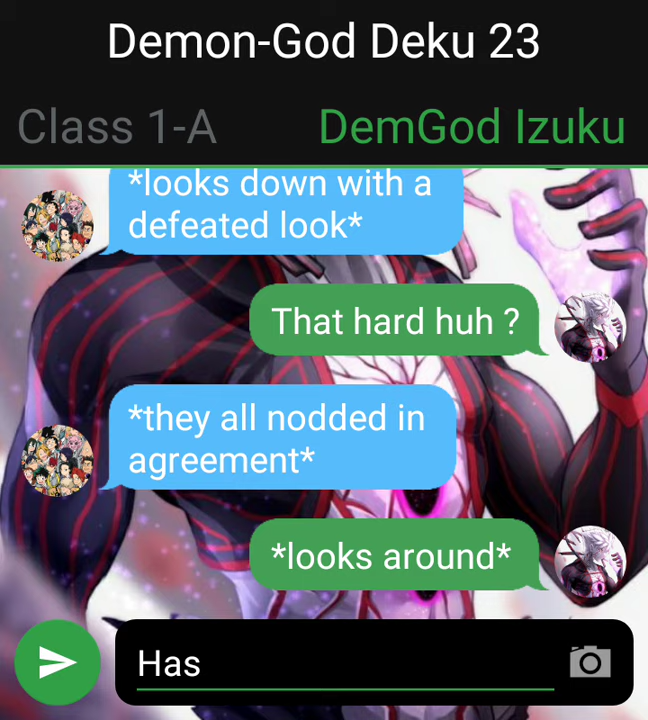 Demon-God Deku 23
Class 1-A
DemGod Izuku
*looks down with a
defeated look*
That hard huh ?
*they all nodded in
agreement*
*looks around*
Has